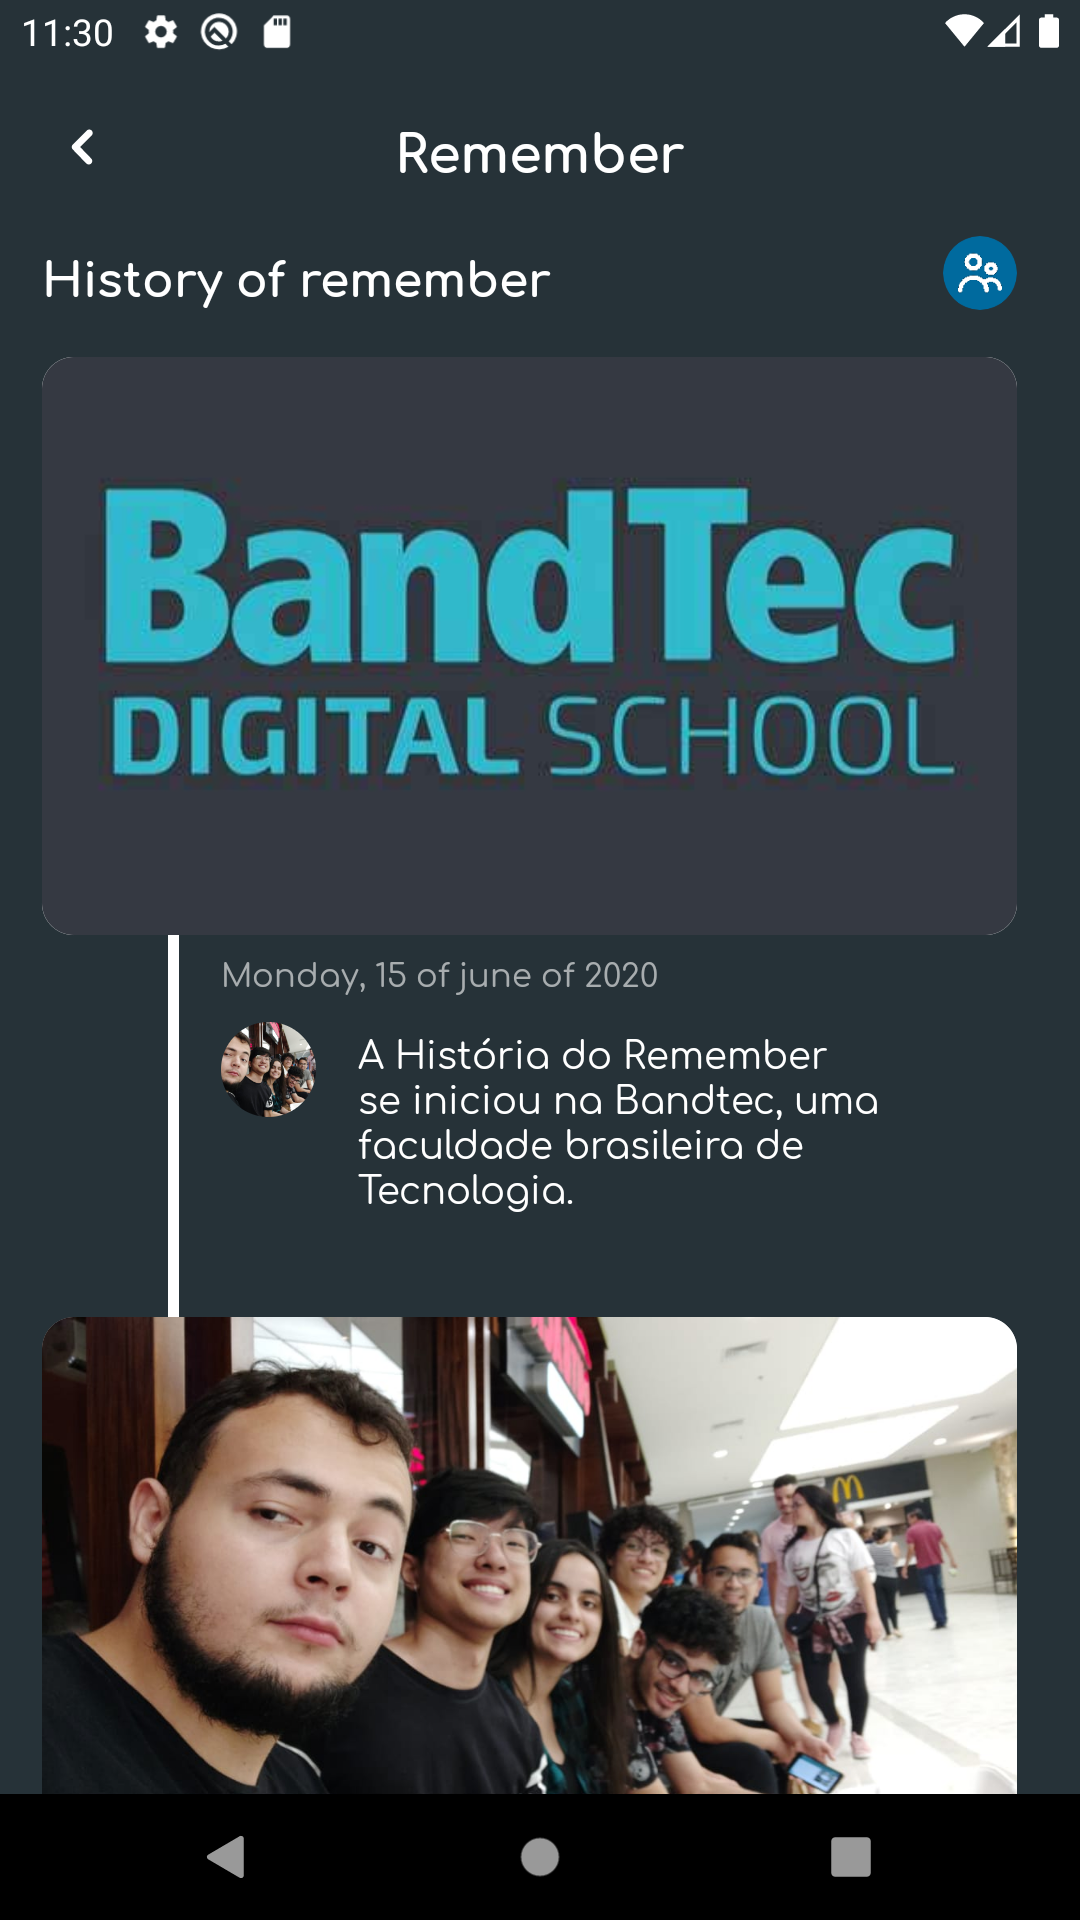 11:30
Remember
History of remember
BandTec
DIGITAL SCHOOL
Monday, 15 of june of 2020
A História do Remember
se iniciou na Bandtec, uma
faculdade brasileira de
Tecnologia.